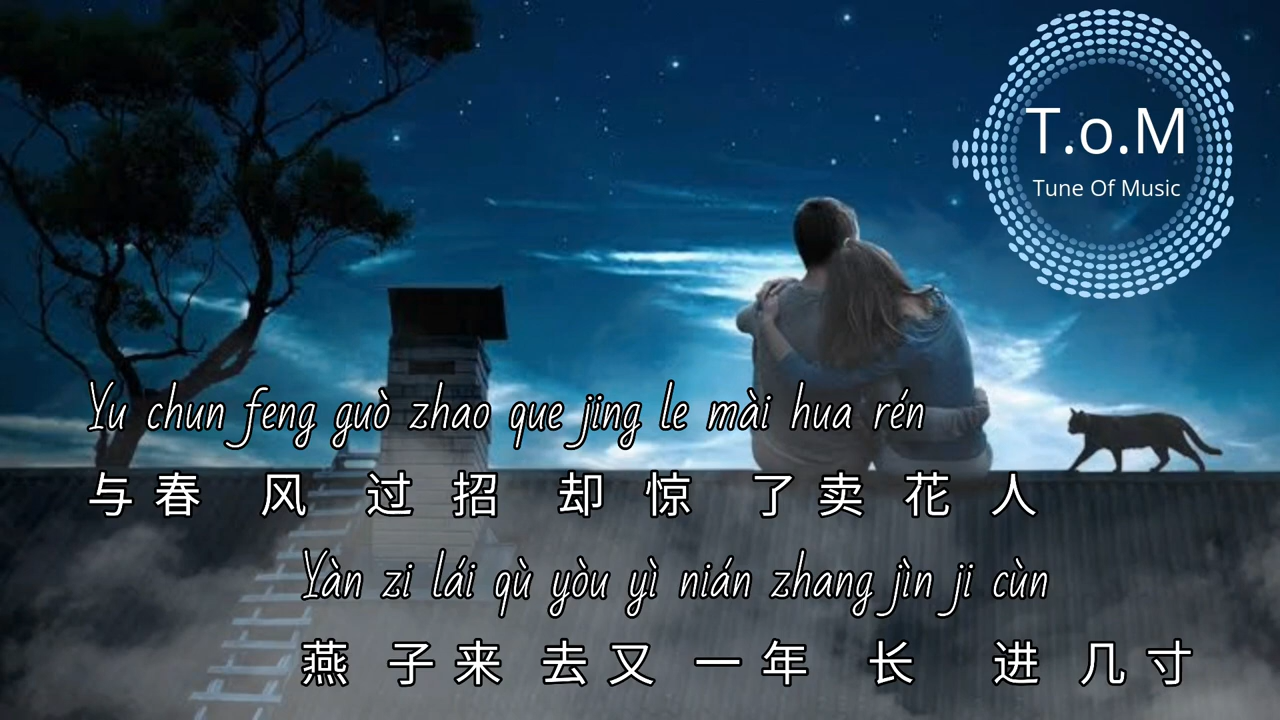 T.o.M
Tune Of Music
Yu chun feng guò zhao que jing le mài hua rén
与春风过招却惊了卖花人
Yàn zi lái qù yòu yì nián zhang jìn ji cùn
燕子来去又一年长进几寸